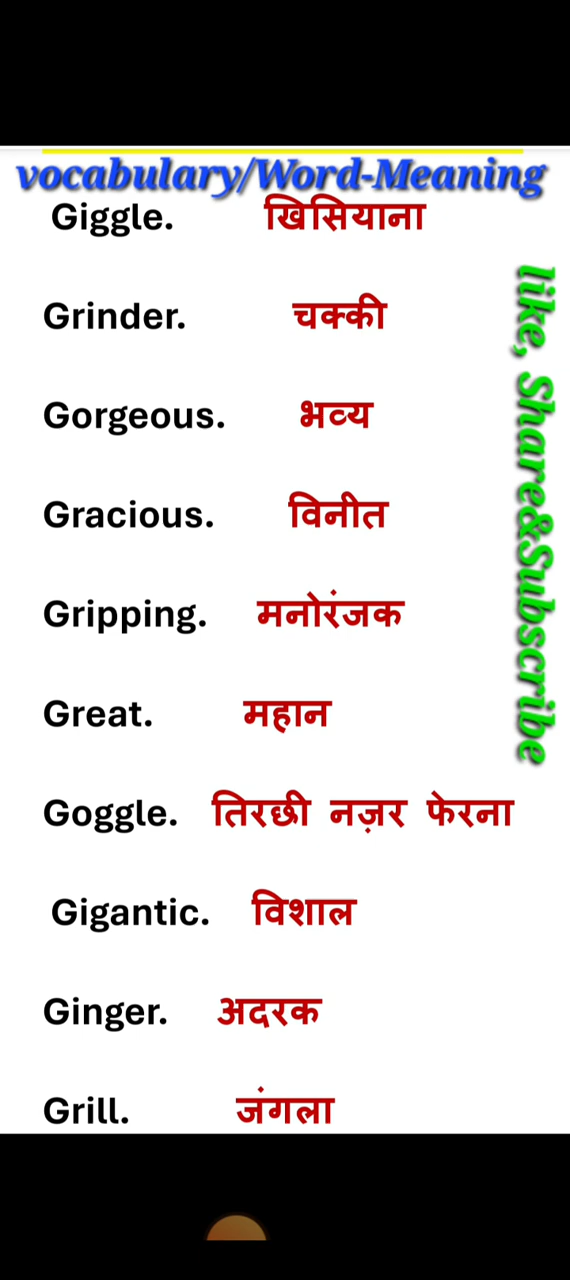 vocabulary/Word-Meaning
Giggle. खिसियाना
Grinder. चक्की
Gorgeous. भव्य
Gracious. विनीत
Gripping. मनोरंजक
Great. महान
Goggle. तिरछी नज़र फेरना
Gigantic. विशाल
Ginger. अदरक
Grill. जंगला
like, Share&Subscribe